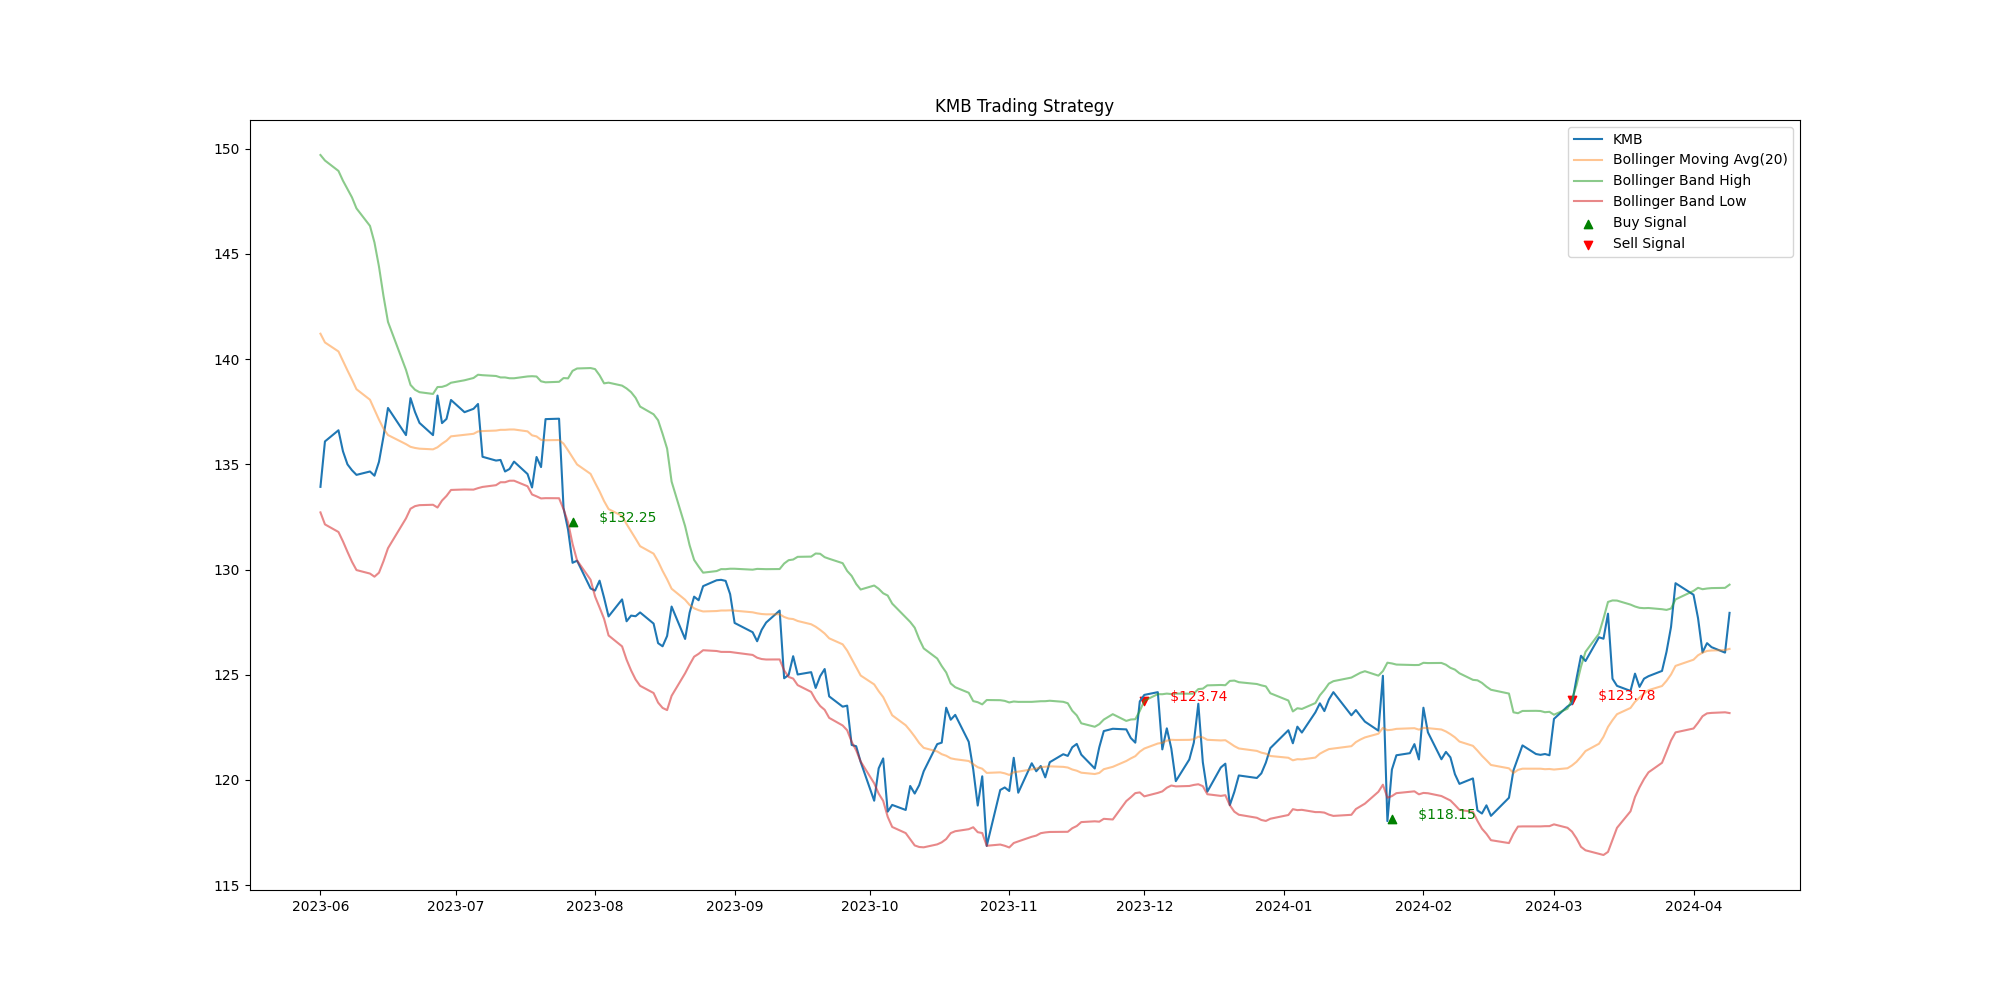 KMB Trading Strategy
KMB
Bollinger Moving Avg(20)
Bollinger Band High
Bollinger Band Low
Buy Signal
Sell Signal
150
145
140
135
130
125
120
115
$132.25
$123.74
$118.15
$123.78
2023-06 2023-07 2023-08 2023-09 2023-10 2023-11 2023-12 2024-01 2024-02 2024-03 2024-04